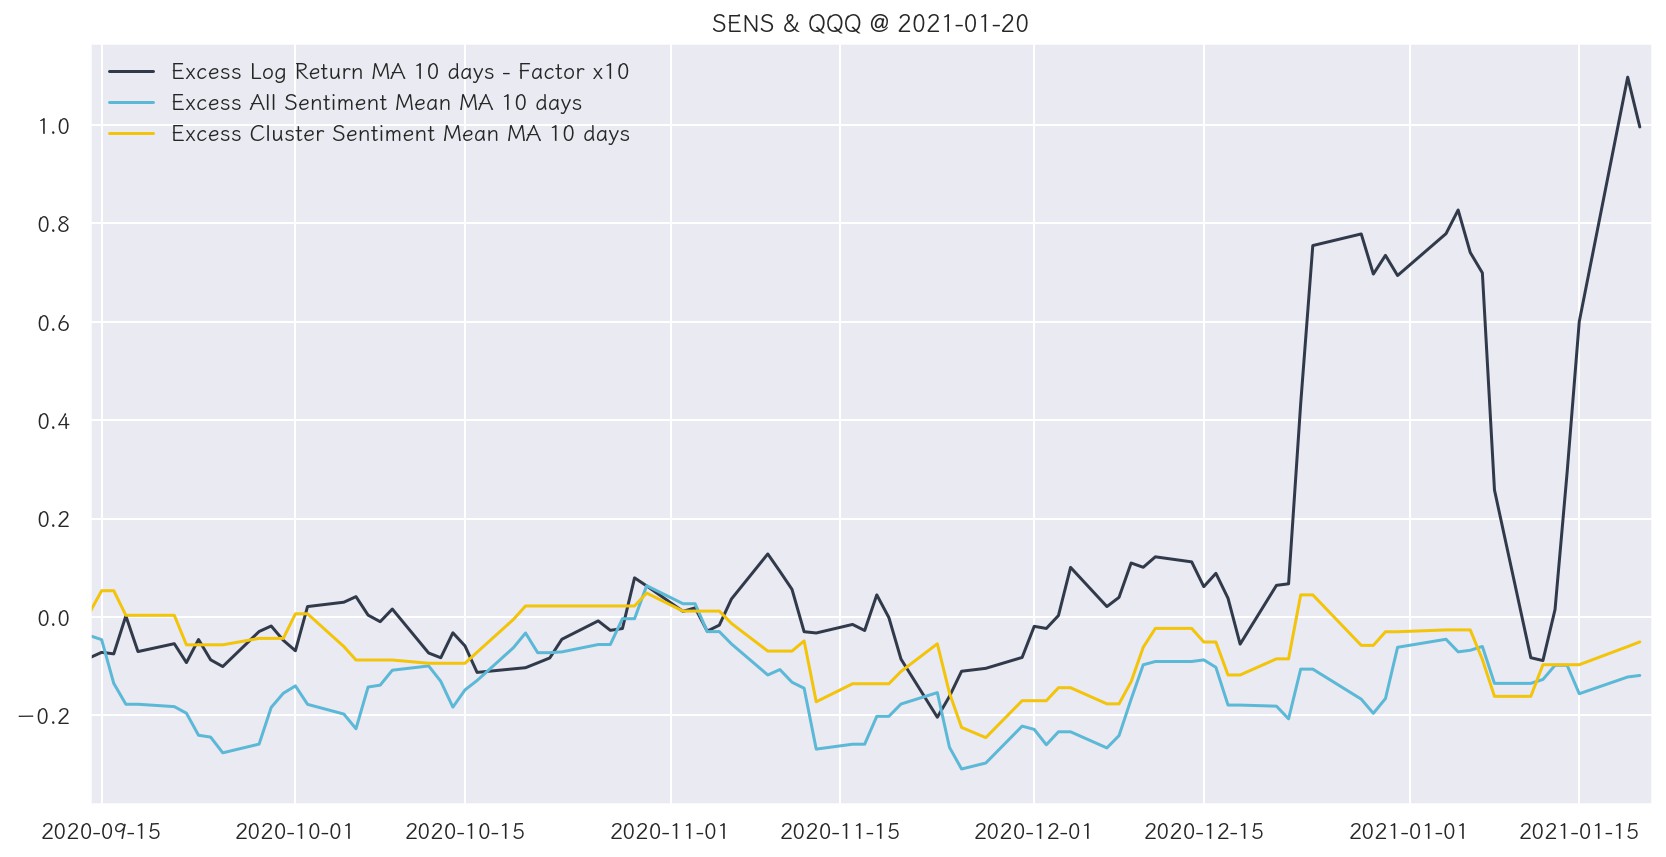 SENS & QQQ @ 2021-01-20
Excess Log Return MA 10 days - Factor x10
Excess All Sentiment Mean MA 10 days
Excess Cluster Sentiment Mean MA 10 days
1.0
0.8
0.6
0.4
0.2
0.0
−0.2
2020-09-15 2020-10-01 2020-10-15 2020-11-01 2020-11-15 2020-12-01 2020-12-15 2021-01-01 2021-01-15